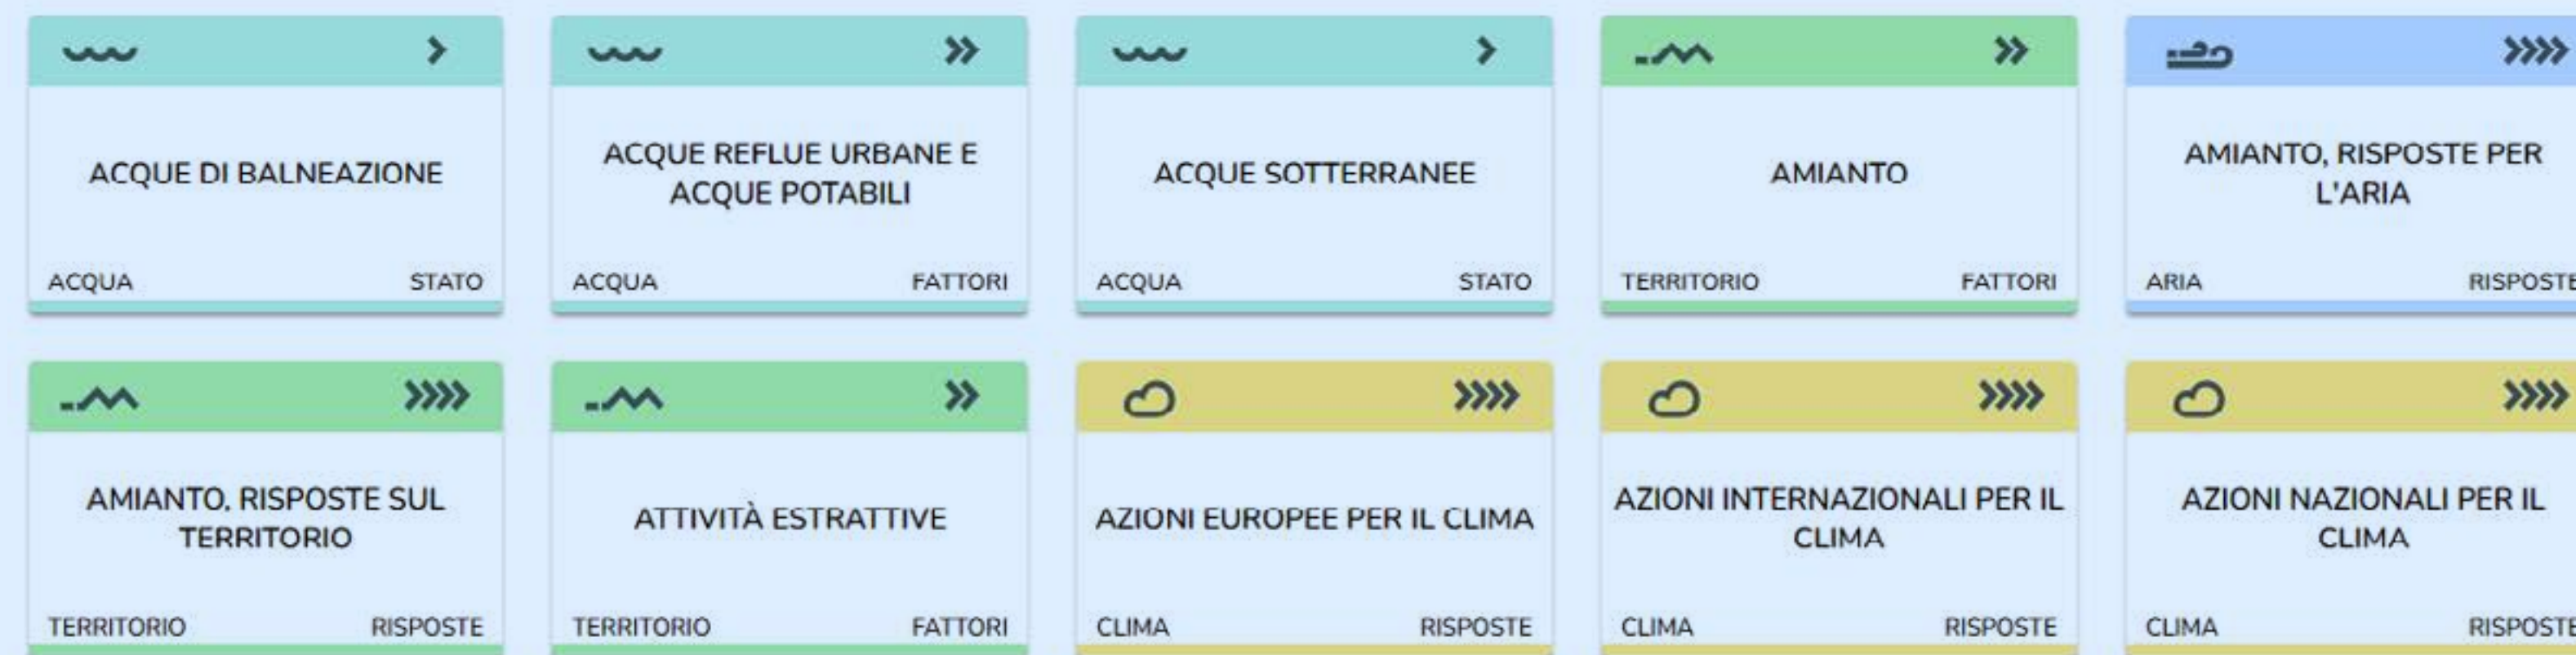 ACQUE DI BALNEAZIONE
ACQUA STATO
ACQUE REFLUE URBANE E
ACQUE POTABILI
ACQUA FATTORI
ACQUE SOTTERRANEE
ACQUA STATO
AMIANTO
TERRITORIO FATTORI
AMIANTO, RISPOSTE PER
L'ARIA
ARIA RISPOSTE
AMIANTO, RISPOSTE SUL
TERRITORIO
TERRITORIO RISPOSTE
ATTIVITÀ ESTRATTIVE
TERRITORIO FATTORI
AZIONI EUROPEE PER IL CLIMA
CLIMA RISPOSTE
AZIONI INTERNAZIONALI PER IL
CLIMA
CLIMA RISPOSTE
AZIONI NAZIONALI PER IL
CLIMA
CLIMA RISPOSTE